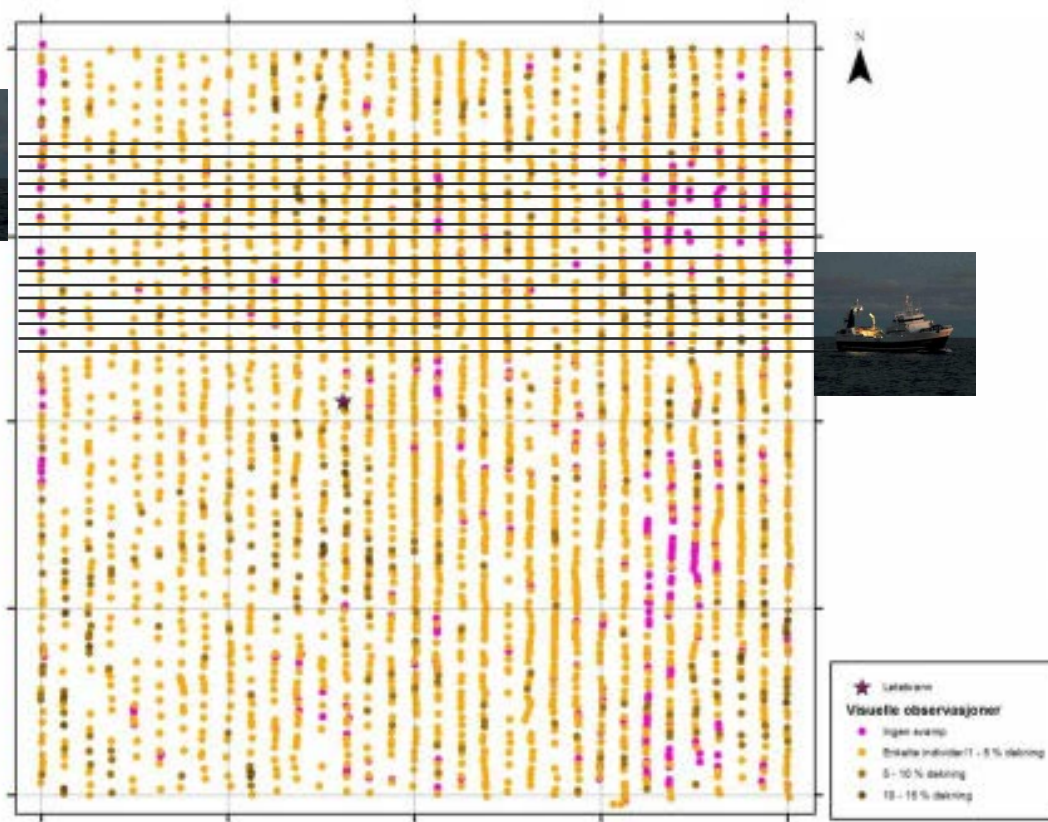 N
Letebrønn
Visuelle observasjoner
Ingen svamp
Enkelte individer/1 - 5 % dekning
5 - 10 % dekning
10 - 15 % dekning